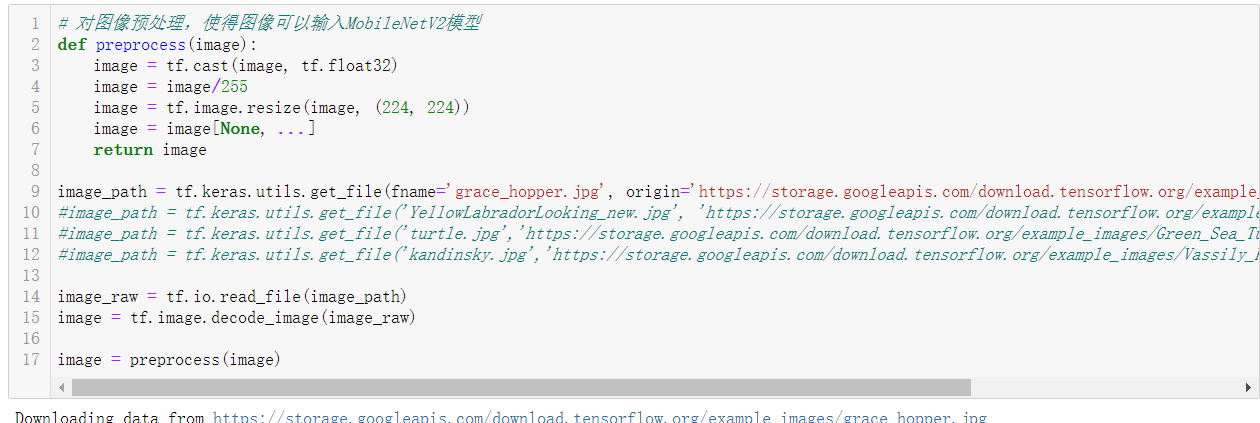 1 # 对图像预处理，使得图像可以输入MobileNetV2模型
2 def preprocess(image):
3     image = tf.cast(image, tf.float32)
4     image = image/255
5     image = tf.image.resize(image, (224, 224))
6     image = image[None, ...]
7     return image
8
9 image_path = tf.keras.utils.get_file(fname='grace_hopper.jpg', origin='https://storage.googleapis.com/download.tensorflow.org/example_
10 #image_path = tf.keras.utils.get_file('YellowLabradorLooking_new.jpg', 'https://storage.googleapis.com/download.tensorflow.org/example
11 #image_path = tf.keras.utils.get_file('turtle.jpg','https://storage.googleapis.com/download.tensorflow.org/example_images/Green_Sea_Tu
12 #image_path = tf.keras.utils.get_file('kandinsky.jpg','https://storage.googleapis.com/download.tensorflow.org/example_images/Vassily_
13
14 image_raw = tf.io.read_file(image_path)
15 image = tf.image.decode_image(image_raw)
16
17 image = preprocess(image)
Downloading data from https://storage.googleapis.com/download.tensorflow.org/example_images/grace_hopper.jpg